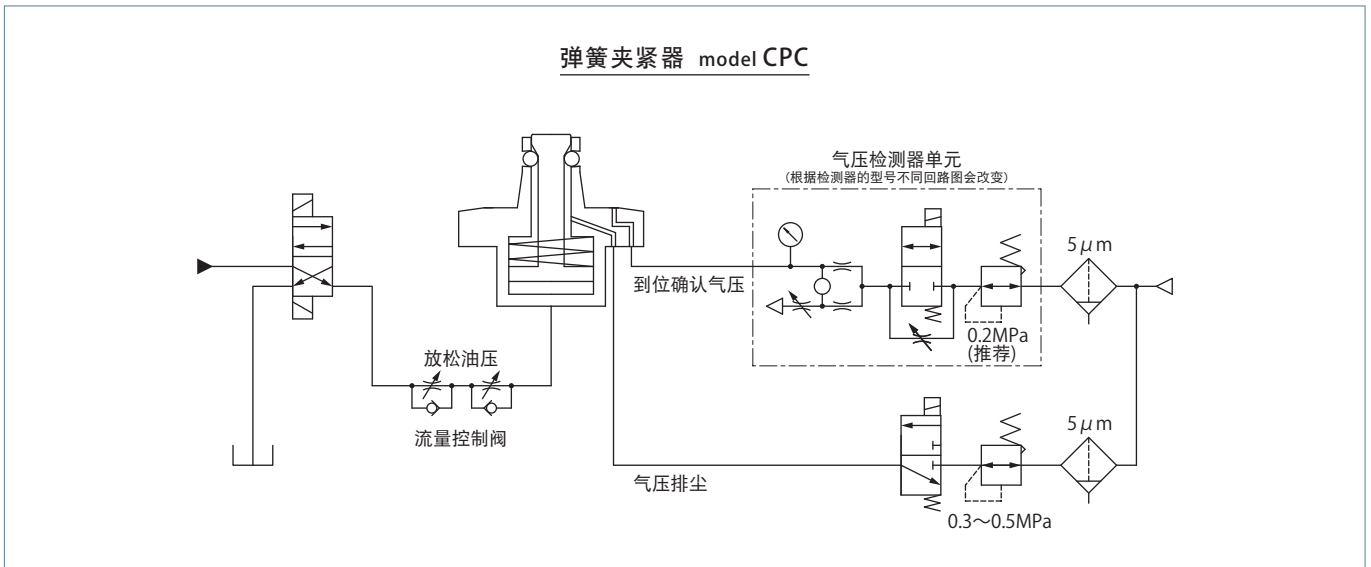 弹簧夹紧器 model CPC
气压检测器单元
(根据检测器的型号不同回路图会改变)
5μm
到位确认气压
0.2MPa
(推荐)
放松油压
流量控制阀
5μm
气压排尘
0.3～0.5MPa